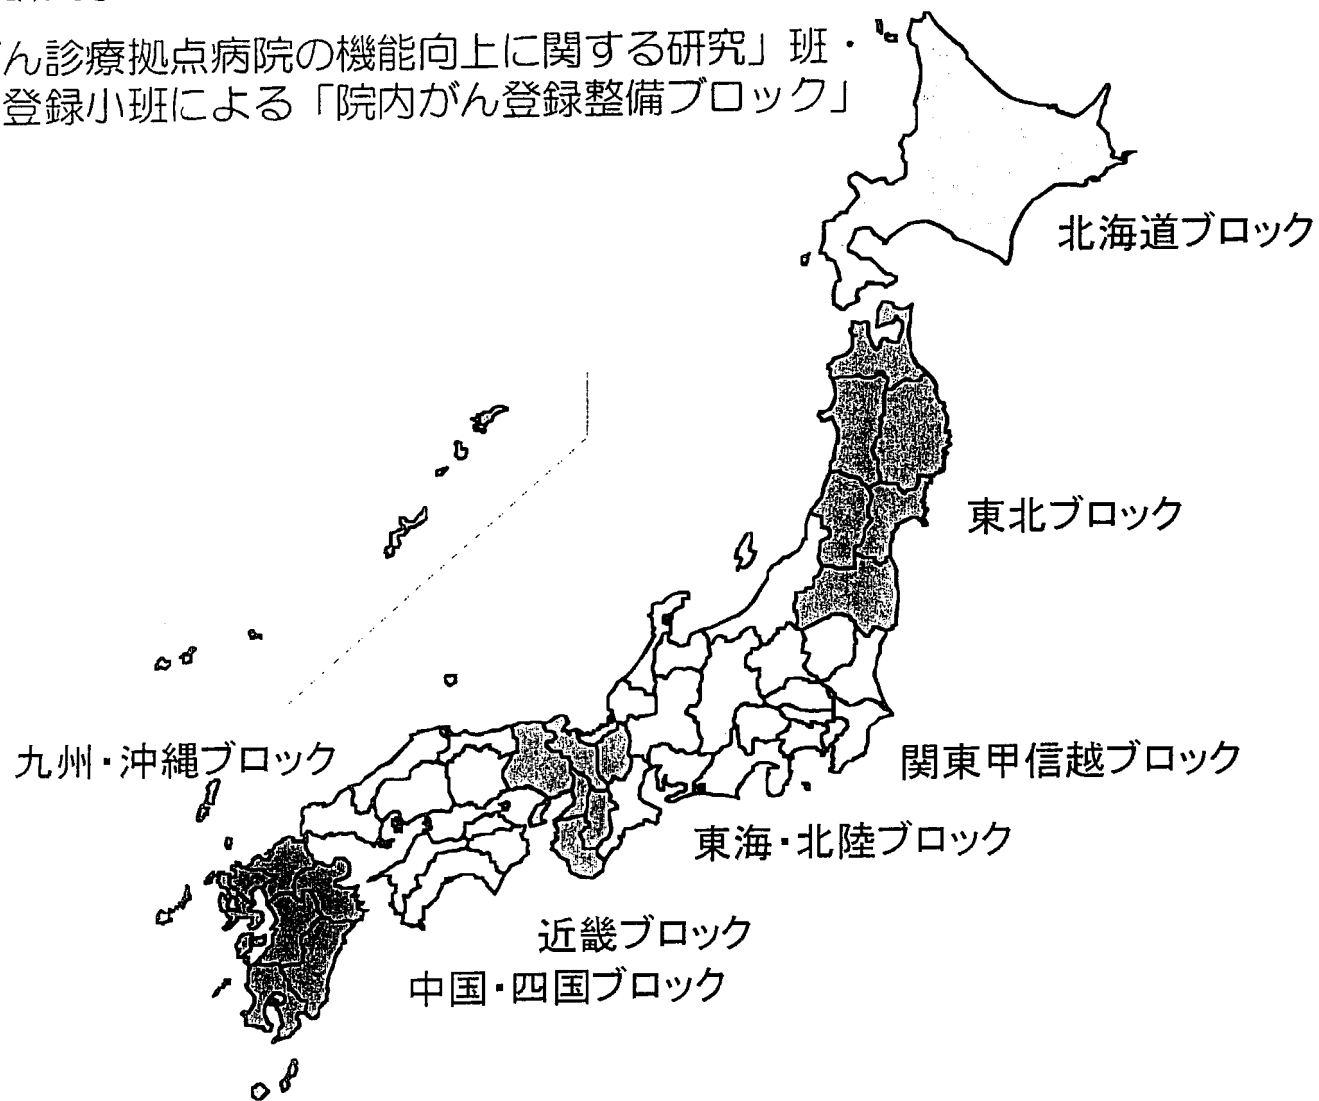 ん診療拠点病院の機能向上に関する研究」班・
登録小班による「院内がん登録整備ブロック」
北海道ブロック
東北ブロック
九州・沖縄ブロック
関東甲信越ブロック
東海・北陸ブロック
近畿ブロック
中国・四国ブロック